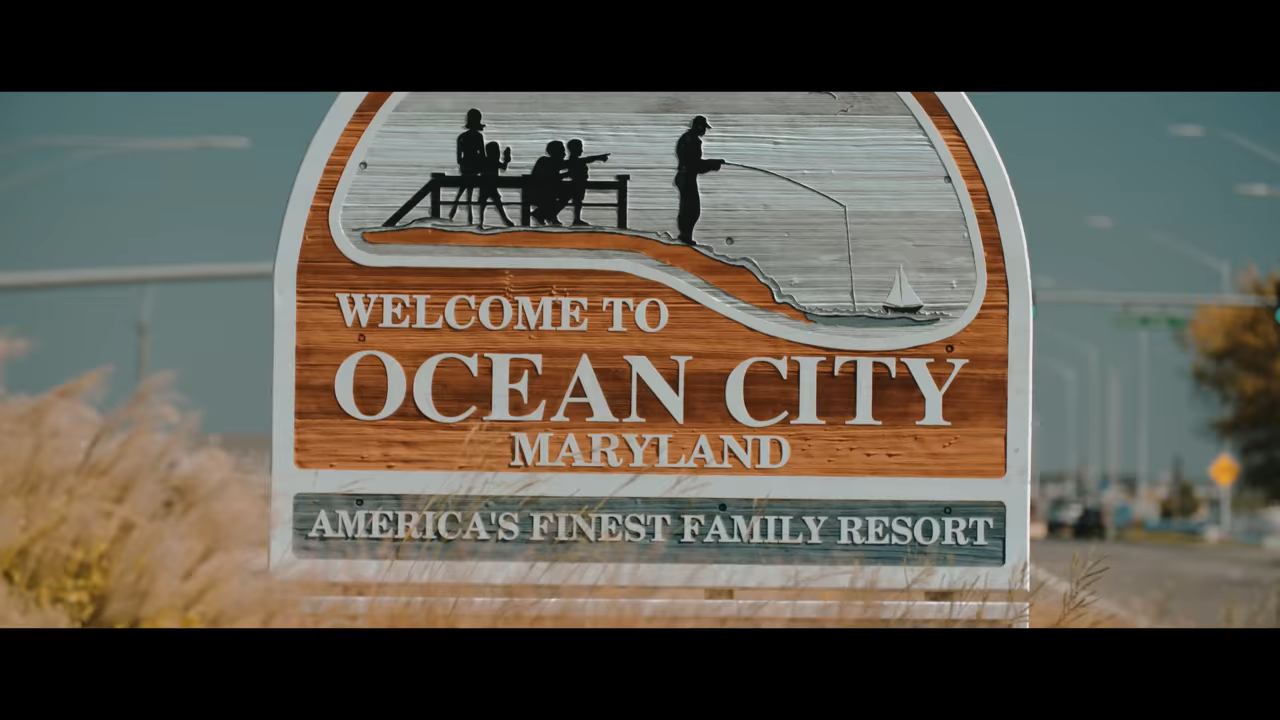 WELCOME TO
OCEAN CITY
MARYLAND
AMERICA'S FINEST FAMILY RESORT